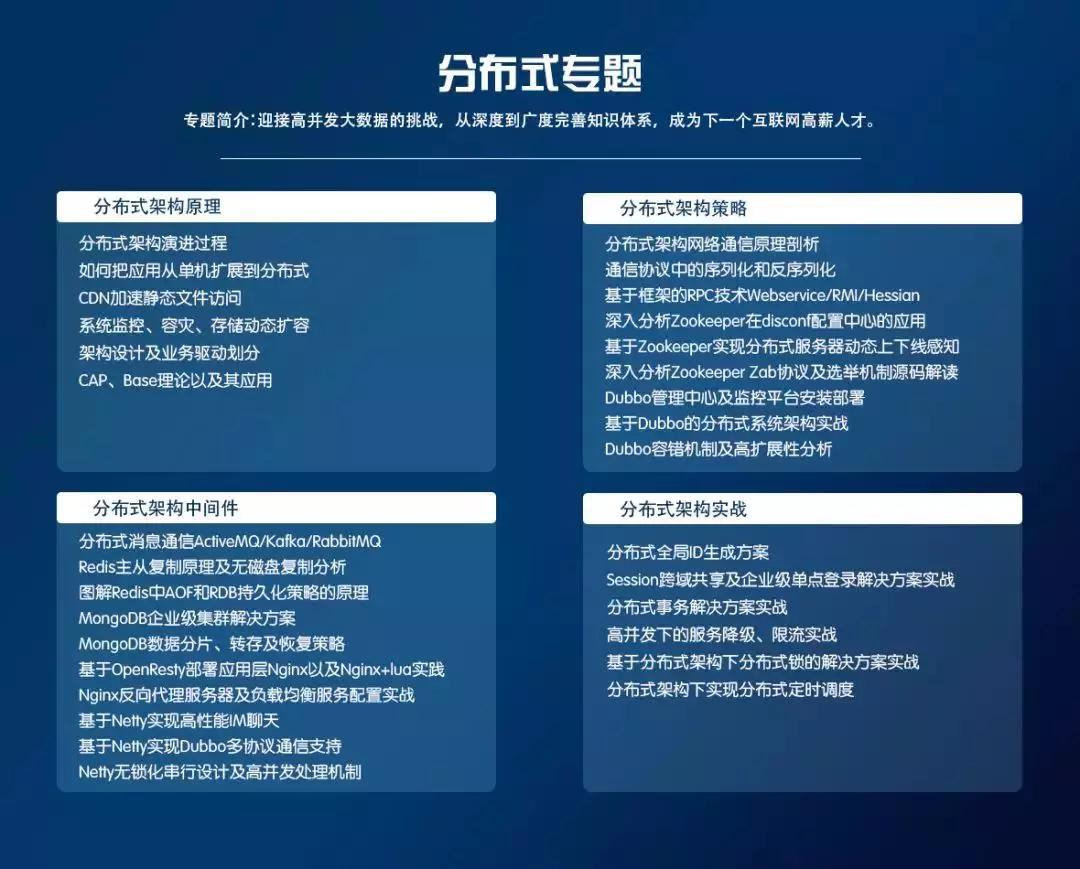 分布式专题
专题简介:迎接高并发大数据的挑战，从深度到广度完善知识体系，成为下一个互联网高薪人才。
分布式架构原理
分布式架构演进过程
如何把应用从单机扩展到分布式
CDN加速静态文件访问
系统监控、容灾、存储动态扩容
架构设计及业务驱动划分
CAP、Base理论以及其应用
分布式架构策略
分布式架构网络通信原理剖析
通信协议中的序列化和反序列化
基于框架的RPC技术Webservice/RMI/Hessian
深入分析Zookeeper在disconf配置中心的应用
基于Zookeeper实现分布式服务器动态上下线感知
深入分析Zookeeper Zab协议及选举机制源码解读
Dubbo管理中心及监控平台安装部署
基于Dubbo的分布式系统架构实战
Dubbo容错机制及高扩展性分析
分布式架构中间件
分布式消息通信ActiveMQ/Kafka/RabbitMQ
Redis主从复制原理及无磁盘复制分析
图解Redis中AOF和RDB持久化策略的原理
MongoDB企业级集群解决方案
MongoDB数据分片、转存及恢复策略
基于OpenResty部署应用层Nginx以及Nginx+lua实践
Nginx反向代理服务器及负载均衡服务配置实战
基于Netty实现高性能IM聊天
基于Netty实现Dubbo多协议通信支持
Netty无锁化串行设计及高并发处理机制
分布式架构实战
分布式全局ID生成方案
Session跨域共享及企业级单点登录解决方案实战
分布式事务解决方案实战
高并发下的服务降级、限流实战
基于分布式架构下分布式锁的解决方案实战
分布式架构下实现分布式定时调度